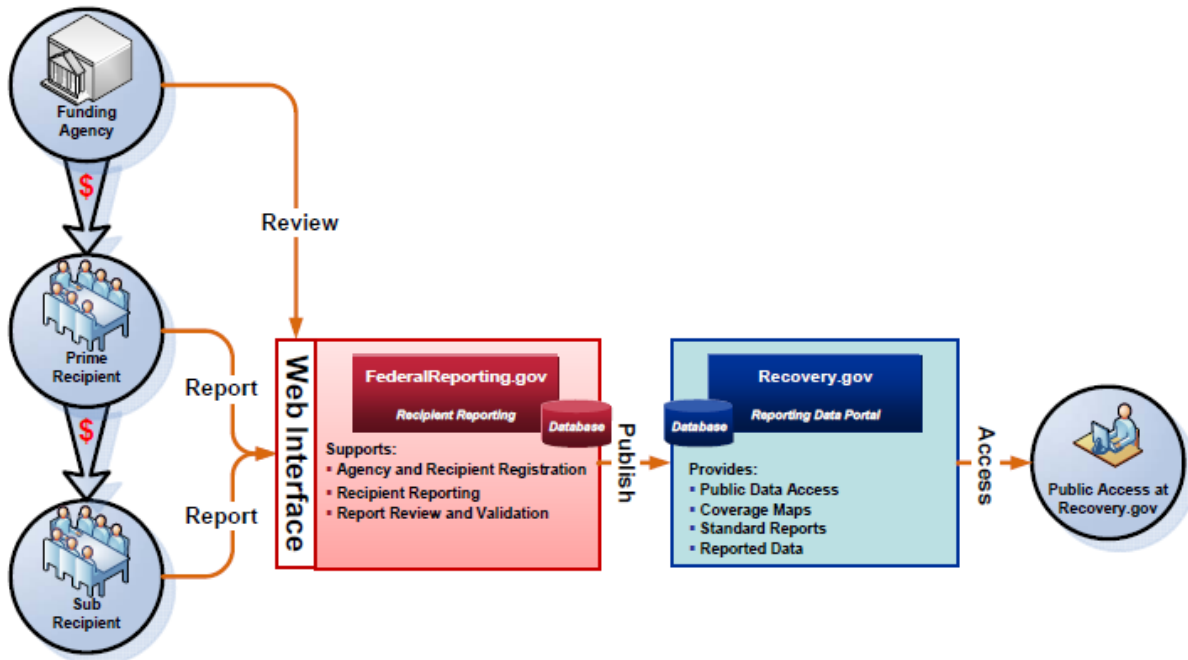 Funding
Agency
$
Review
Prime
Recipient
Report
$
Report
Sub
Recipient
Web Interface
FederalReporting.gov
Recipient Reporting
Database
Supports:
▪ Agency and Recipient Registration
▪ Recipient Reporting
▪ Report Review and Validation
Publish
Recovery.gov
Reporting Data Portal
Database
Provides:
▪ Public Data Access
▪ Coverage Maps
▪ Standard Reports
▪ Reported Data
Access
Public Access at
Recovery.gov